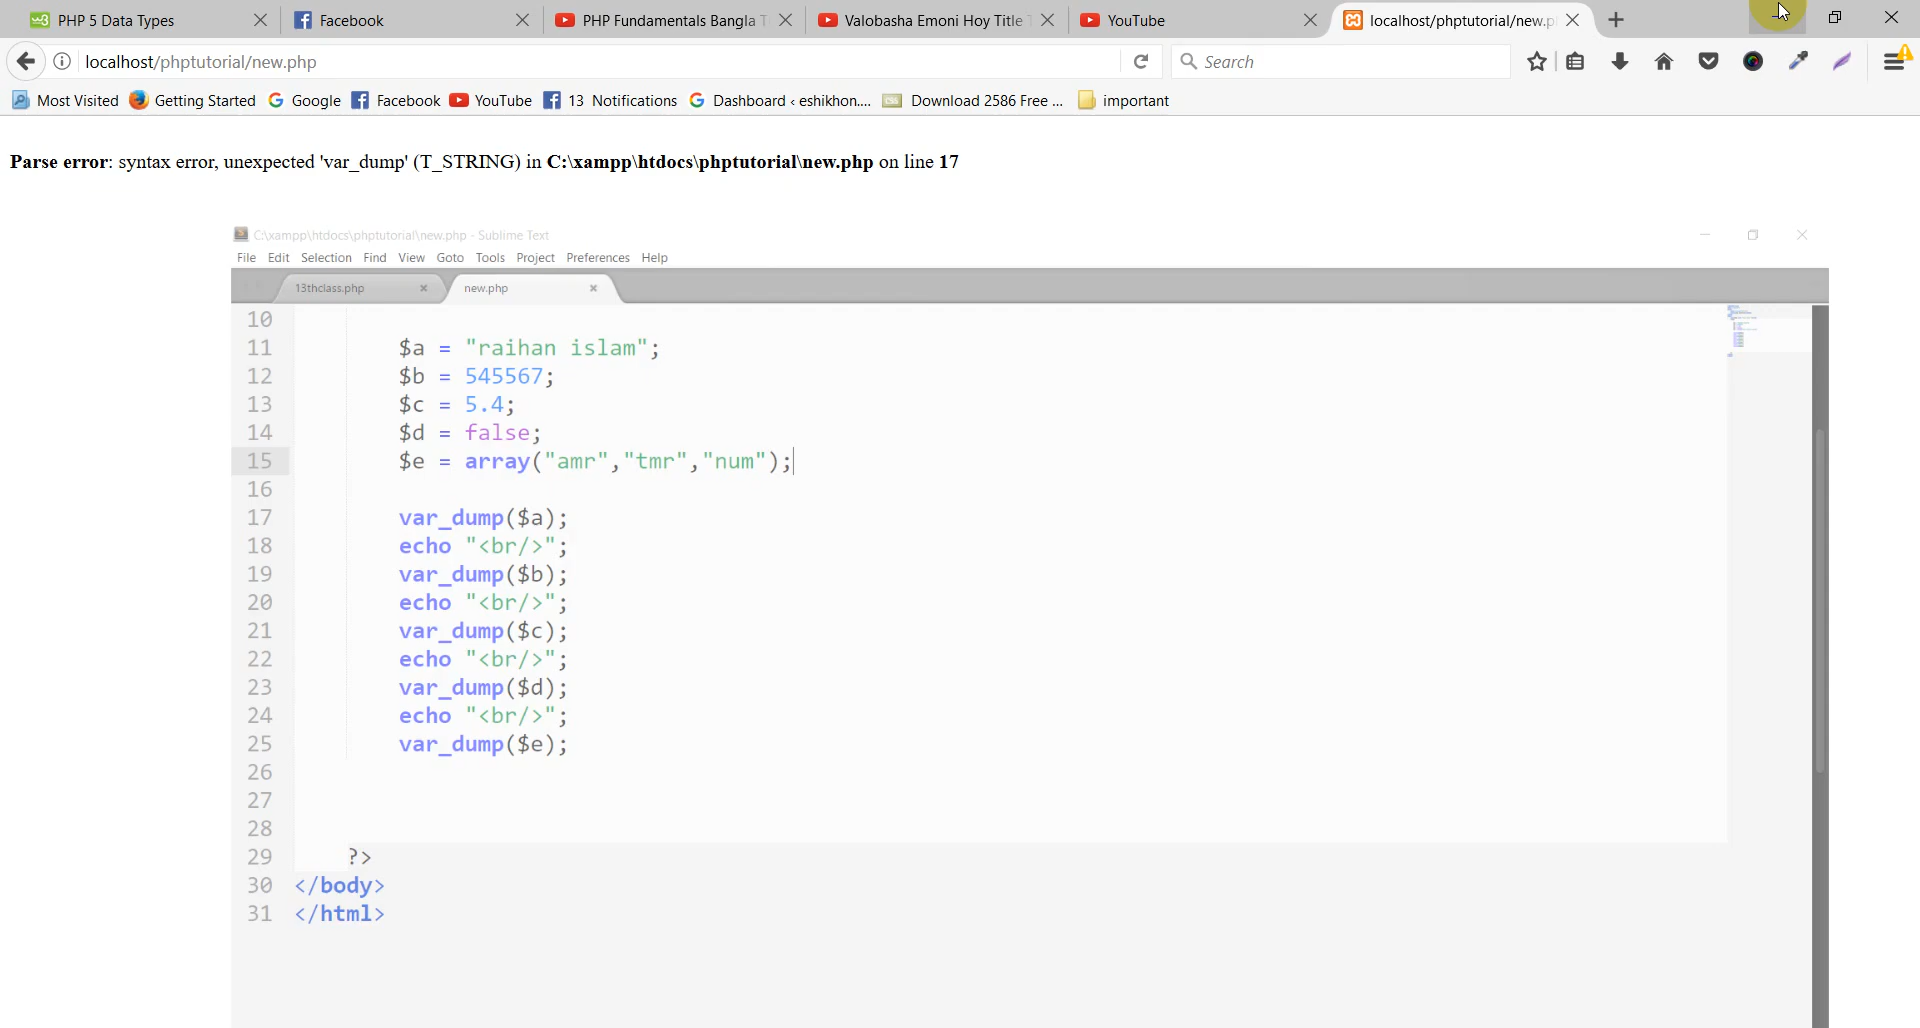 PHP 5 Data Types
Facebook
PHP Fundamentals Bangla T
Valobasha Emoni Hoy Title T
YouTube
localhost/phptutorial/new.p
localhost/phptutorial/new.php
Search
Most Visited
Getting Started
Google
Facebook
YouTube
13 Notifications
Dashboard ‹ eshikhon....
Download 2586 Free ...
important
Parse error: syntax error, unexpected 'var_dump' (T_STRING) in C:\xampp\htdocs\phptutorial\new.php on line 17
C:\xampp\htdocs\phptutorial\new.php - Sublime Text
File Edit Selection Find View Goto Tools Project Preferences Help
13thclass.php
new.php
10
11 $a = "raihan islam";
12 $b = 545567;
13 $c = 5.4;
14 $d = false;
15 $e = array("amr","tmr","num");
16
17 var_dump($a);
18 echo "<br/>";
19 var_dump($b);
20 echo "<br/>";
21 var_dump($c);
22 echo "<br/>";
23 var_dump($d);
24 echo "<br/>";
25 var_dump($e);
26
27
28
29 ?>
30 </body>
31 </html>